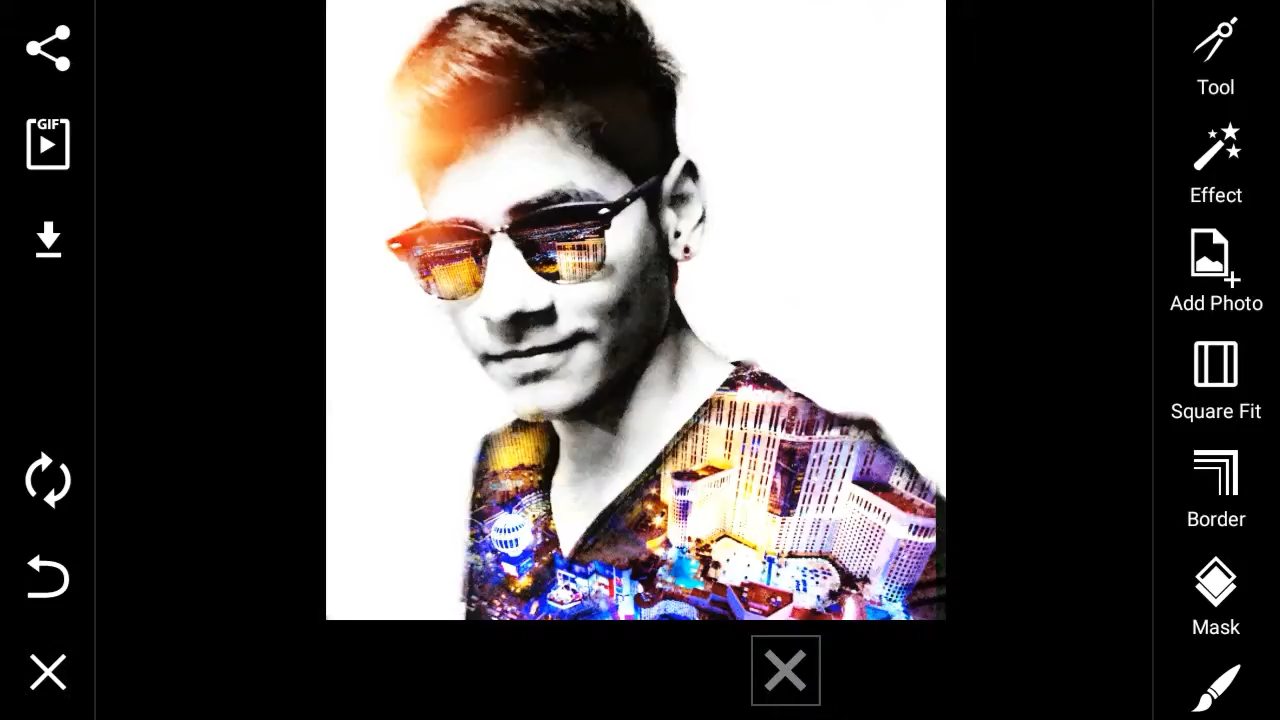 GIF
Tool
Effect
Add Photo
Square Fit
Border
Mask